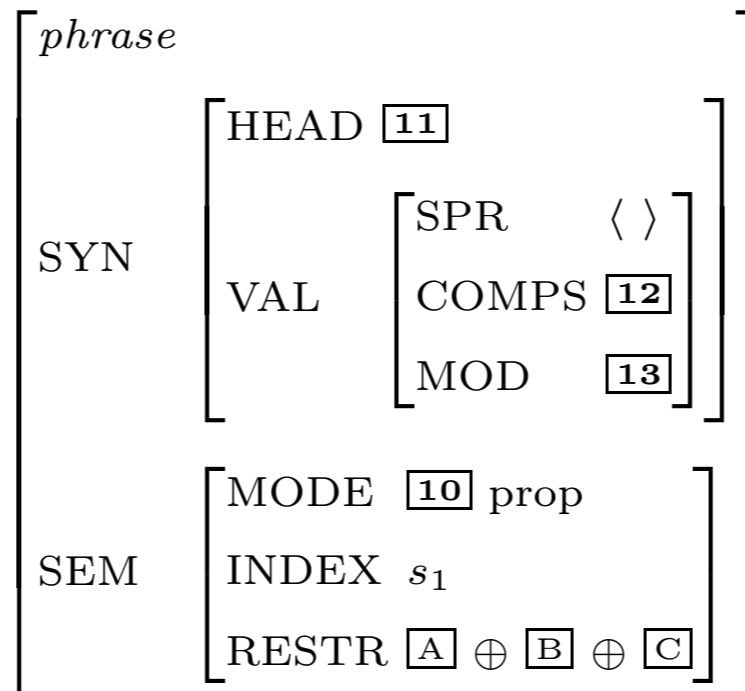 phrase
HEAD 11
SPR ⟨ ⟩
SYN
VAL COMPS 12
MOD 13
MODE 10 prop
SEM INDEX s₁
RESTR A ⊕ B ⊕ C